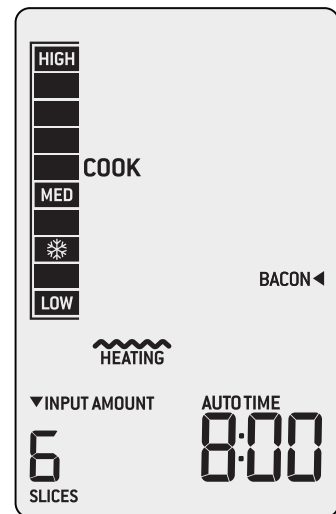 HIGH
COOK
MED
BACON◀
LOW
HEATING
▼INPUT AMOUNT
AUTO TIME
6
8:00
SLICES